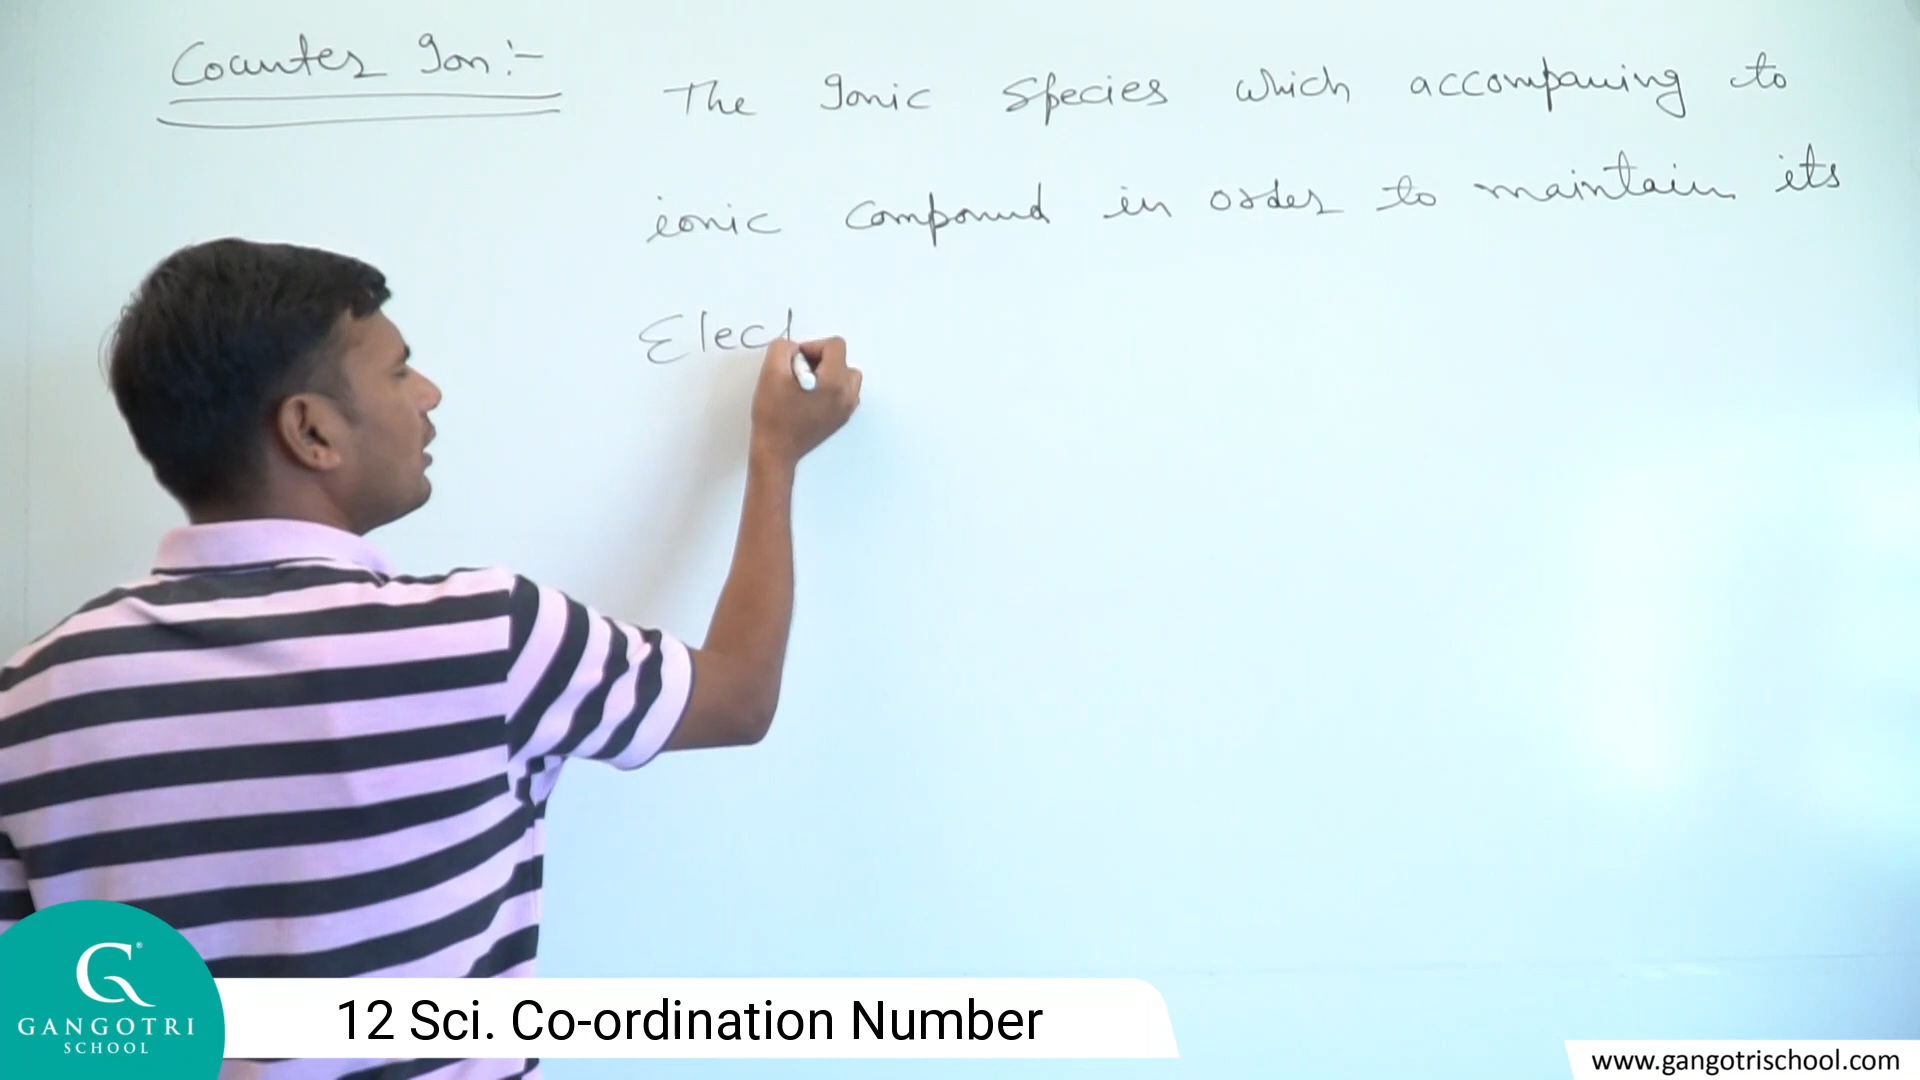 Counter Ion :-
The Ionic Species which accompaning to
ionic compound in order to maintain its
Elect
GANGOTRI
SCHOOL
12 Sci. Co-ordination Number
www.gangotrischool.com